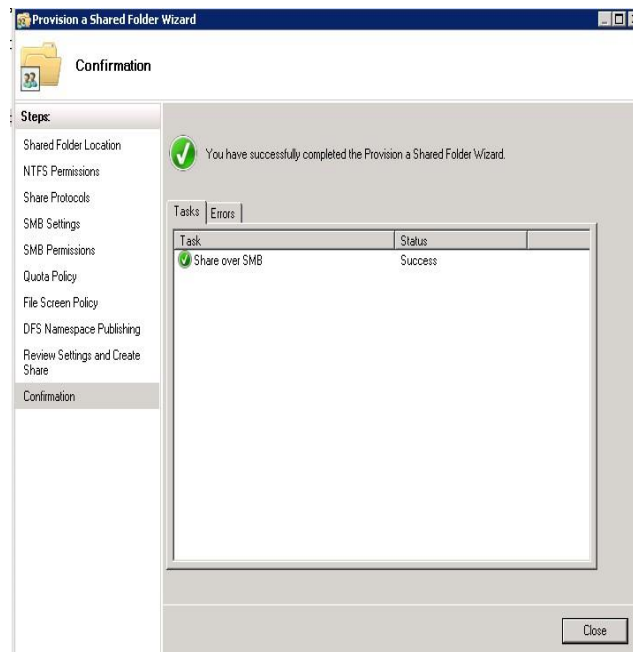 Provision a Shared Folder Wizard
Confirmation
Steps:
Shared Folder Location
NTFS Permissions
Share Protocols
SMB Settings
SMB Permissions
Quota Policy
File Screen Policy
DFS Namespace Publishing
Review Settings and Create
Share
Confirmation
You have successfully completed the Provision a Shared Folder Wizard.
Tasks Errors
Task Status
Share over SMB Success
Close